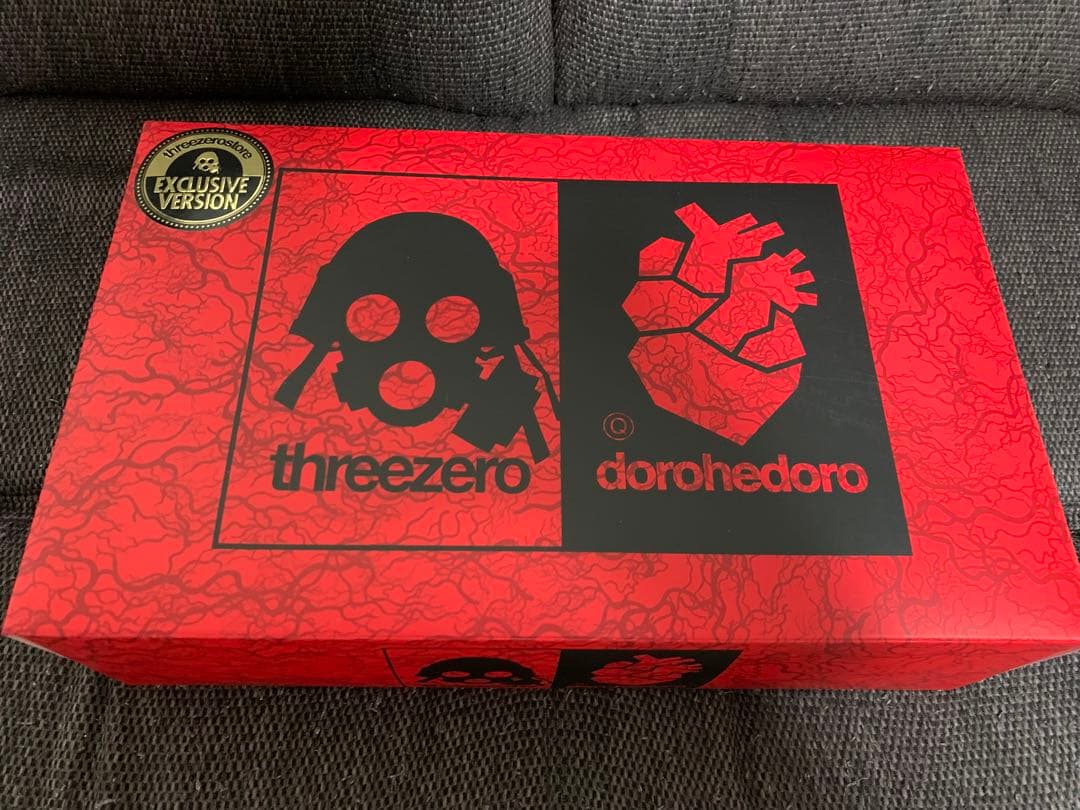 threezerostore
EXCLUSIVE
VERSION
threezero
Q
dorohedoro